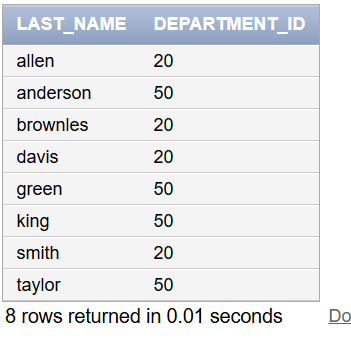 LAST_NAME DEPARTMENT_ID
allen 20
anderson 50
brownles 20
davis 20
green 50
king 50
smith 20
taylor 50
8 rows returned in 0.01 seconds Do